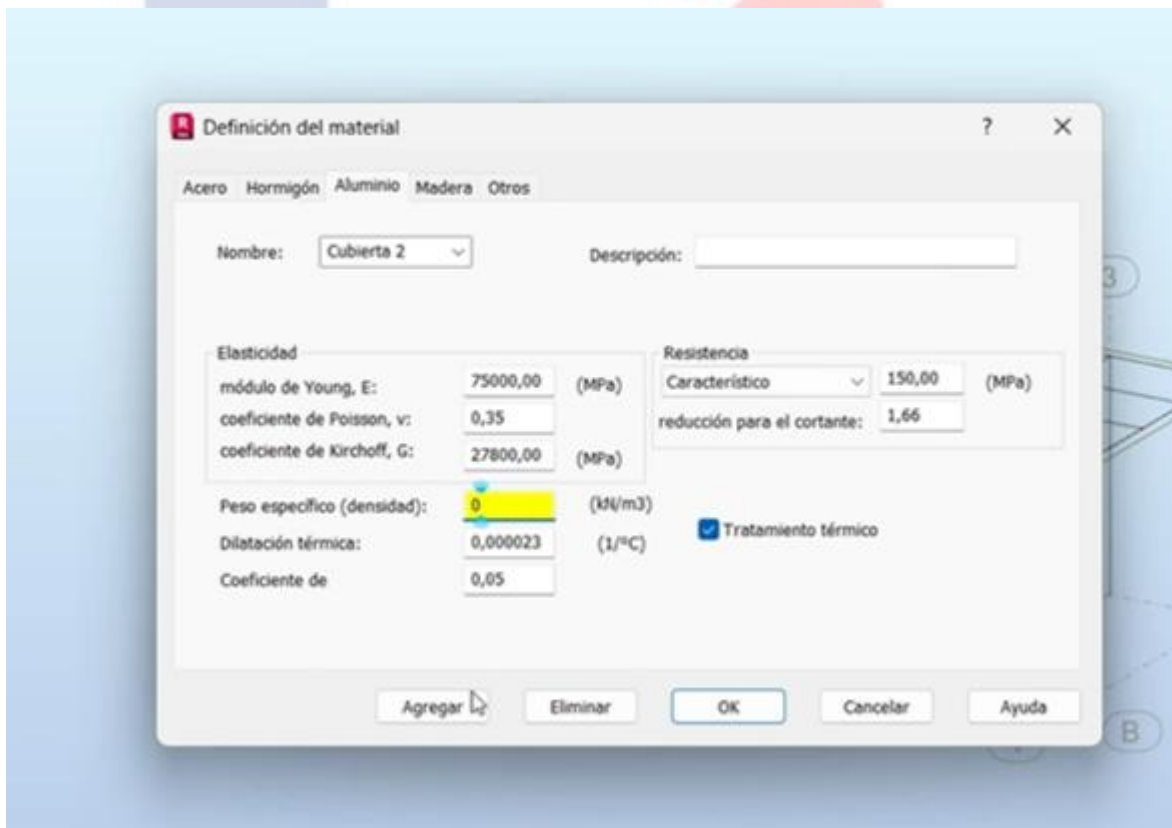 Definición del material ?
Acero Hormigón Aluminio Madera Otros
Nombre: Cubierta 2 Descripción:
Elasticidad
módulo de Young, E: 75000,00 (MPa)
coeficiente de Poisson, v: 0,35
coeficiente de Kirchoff, G: 27800,00 (MPa)
Resistencia
Característico 150,00 (MPa)
reducción para el cortante: 1,66
Peso específico (densidad): 0 (kN/m3)
Dilatación térmica: 0,000023 (1/°C)
Coeficiente de 0,05
Tratamiento térmico
Agregar Eliminar OK Cancelar Ayuda
3
B